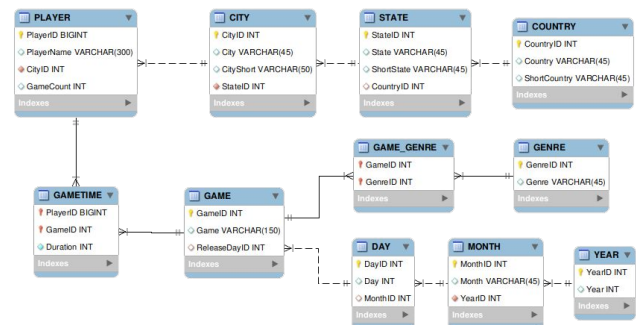 PLAYER
PlayerID BIGINT
PlayerName VARCHAR(300)
CityID INT
GameCount INT
Indexes
CITY
CityID INT
City VARCHAR(45)
CityShort VARCHAR(50)
StateID INT
Indexes
STATE
StateID INT
State VARCHAR(45)
ShortState VARCHAR(45)
CountryID INT
Indexes
COUNTRY
CountryID INT
Country VARCHAR(45)
ShortCountry VARCHAR(45)
Indexes
GAME_GENRE
GameID INT
GenreID INT
Indexes
GENRE
GenreID INT
Genre VARCHAR(45)
Indexes
GAMETIME
PlayerID BIGINT
GameID INT
Duration INT
Indexes
GAME
GameID INT
Game VARCHAR(150)
ReleaseDayID INT
Indexes
DAY
DayID INT
Day INT
MonthID INT
Indexes
MONTH
MonthID INT
Month VARCHAR(45)
YearID INT
Indexes
YEAR
YearID INT
Year INT
Indexes